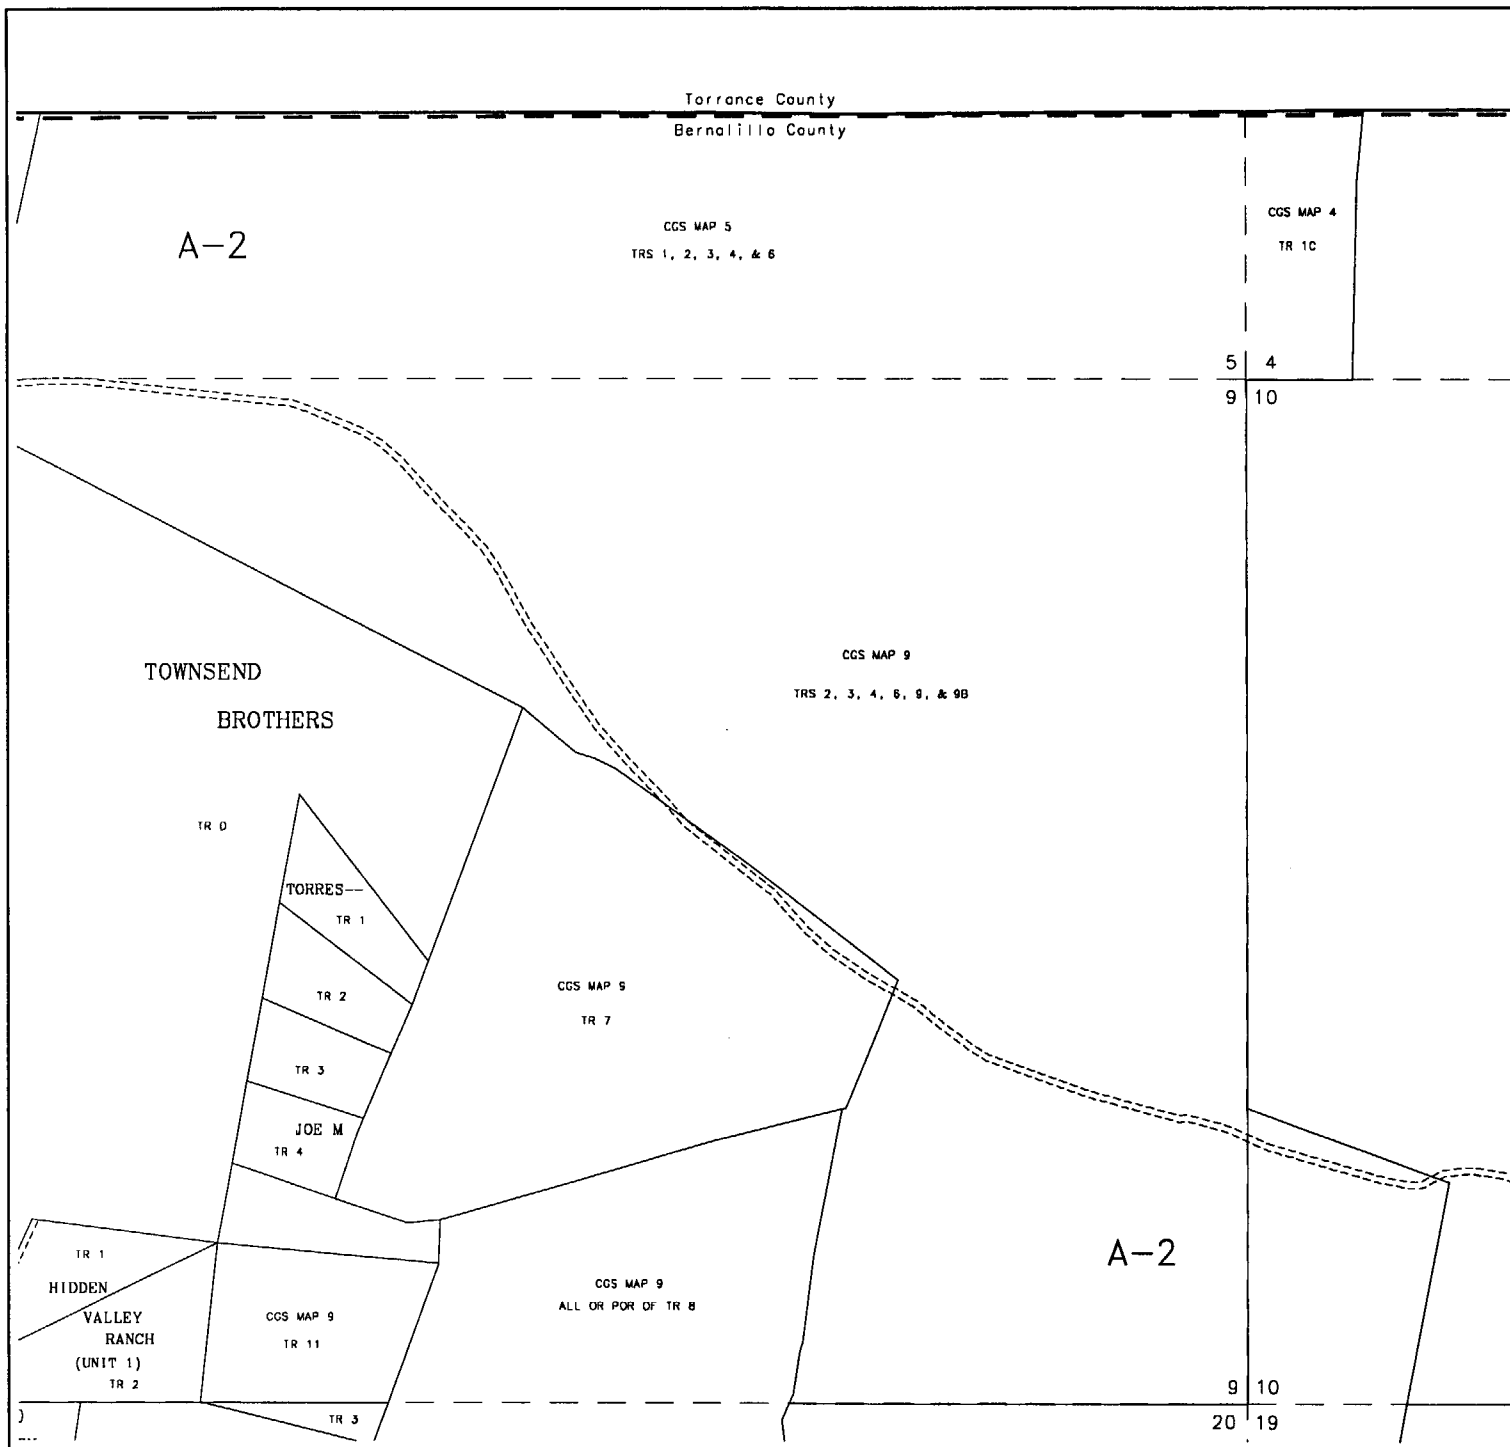 Torrance County
Bernalillo County
A-2
CGS MAP 5
TRS 1, 2, 3, 4, & 6
CGS MAP 4
TR 1C
5 4
9 10
TOWNSEND
BROTHERS
CGS MAP 9
TRS 2, 3, 4, 6, 9, & 9B
TR D
TORRES--
TR 1
TR 2
TR 3
JOE M
TR 4
CGS MAP 9
TR 7
TR 1
HIDDEN
VALLEY
RANCH
(UNIT 1)
TR 2
CGS MAP 9
TR 11
TR 3
CGS MAP 9
ALL OR POR OF TR 8
A-2
9 10
20 19